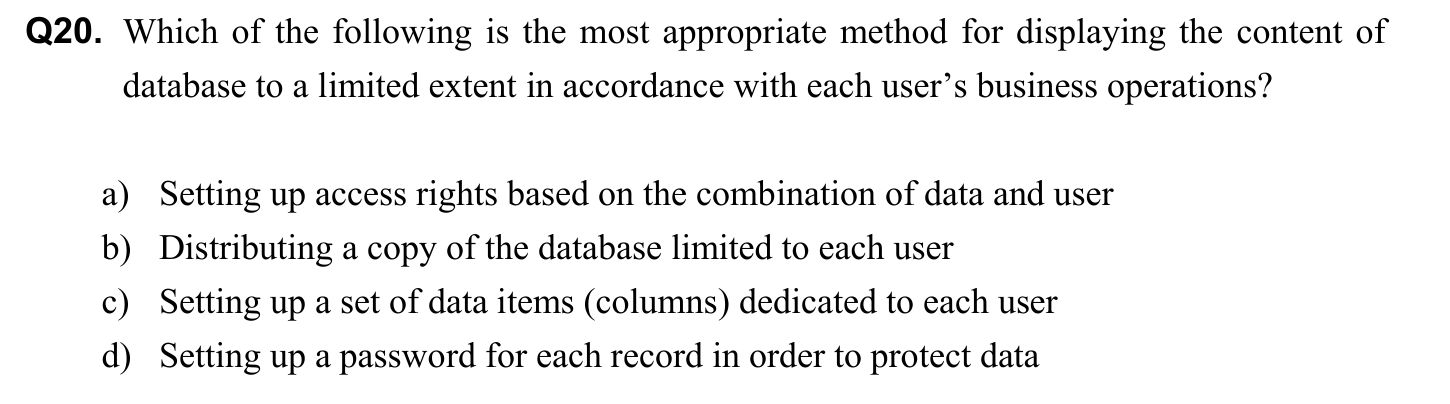 Q20. Which of the following is the most appropriate method for displaying the content of
database to a limited extent in accordance with each user’s business operations?
a) Setting up access rights based on the combination of data and user
b) Distributing a copy of the database limited to each user
c) Setting up a set of data items (columns) dedicated to each user
d) Setting up a password for each record in order to protect data